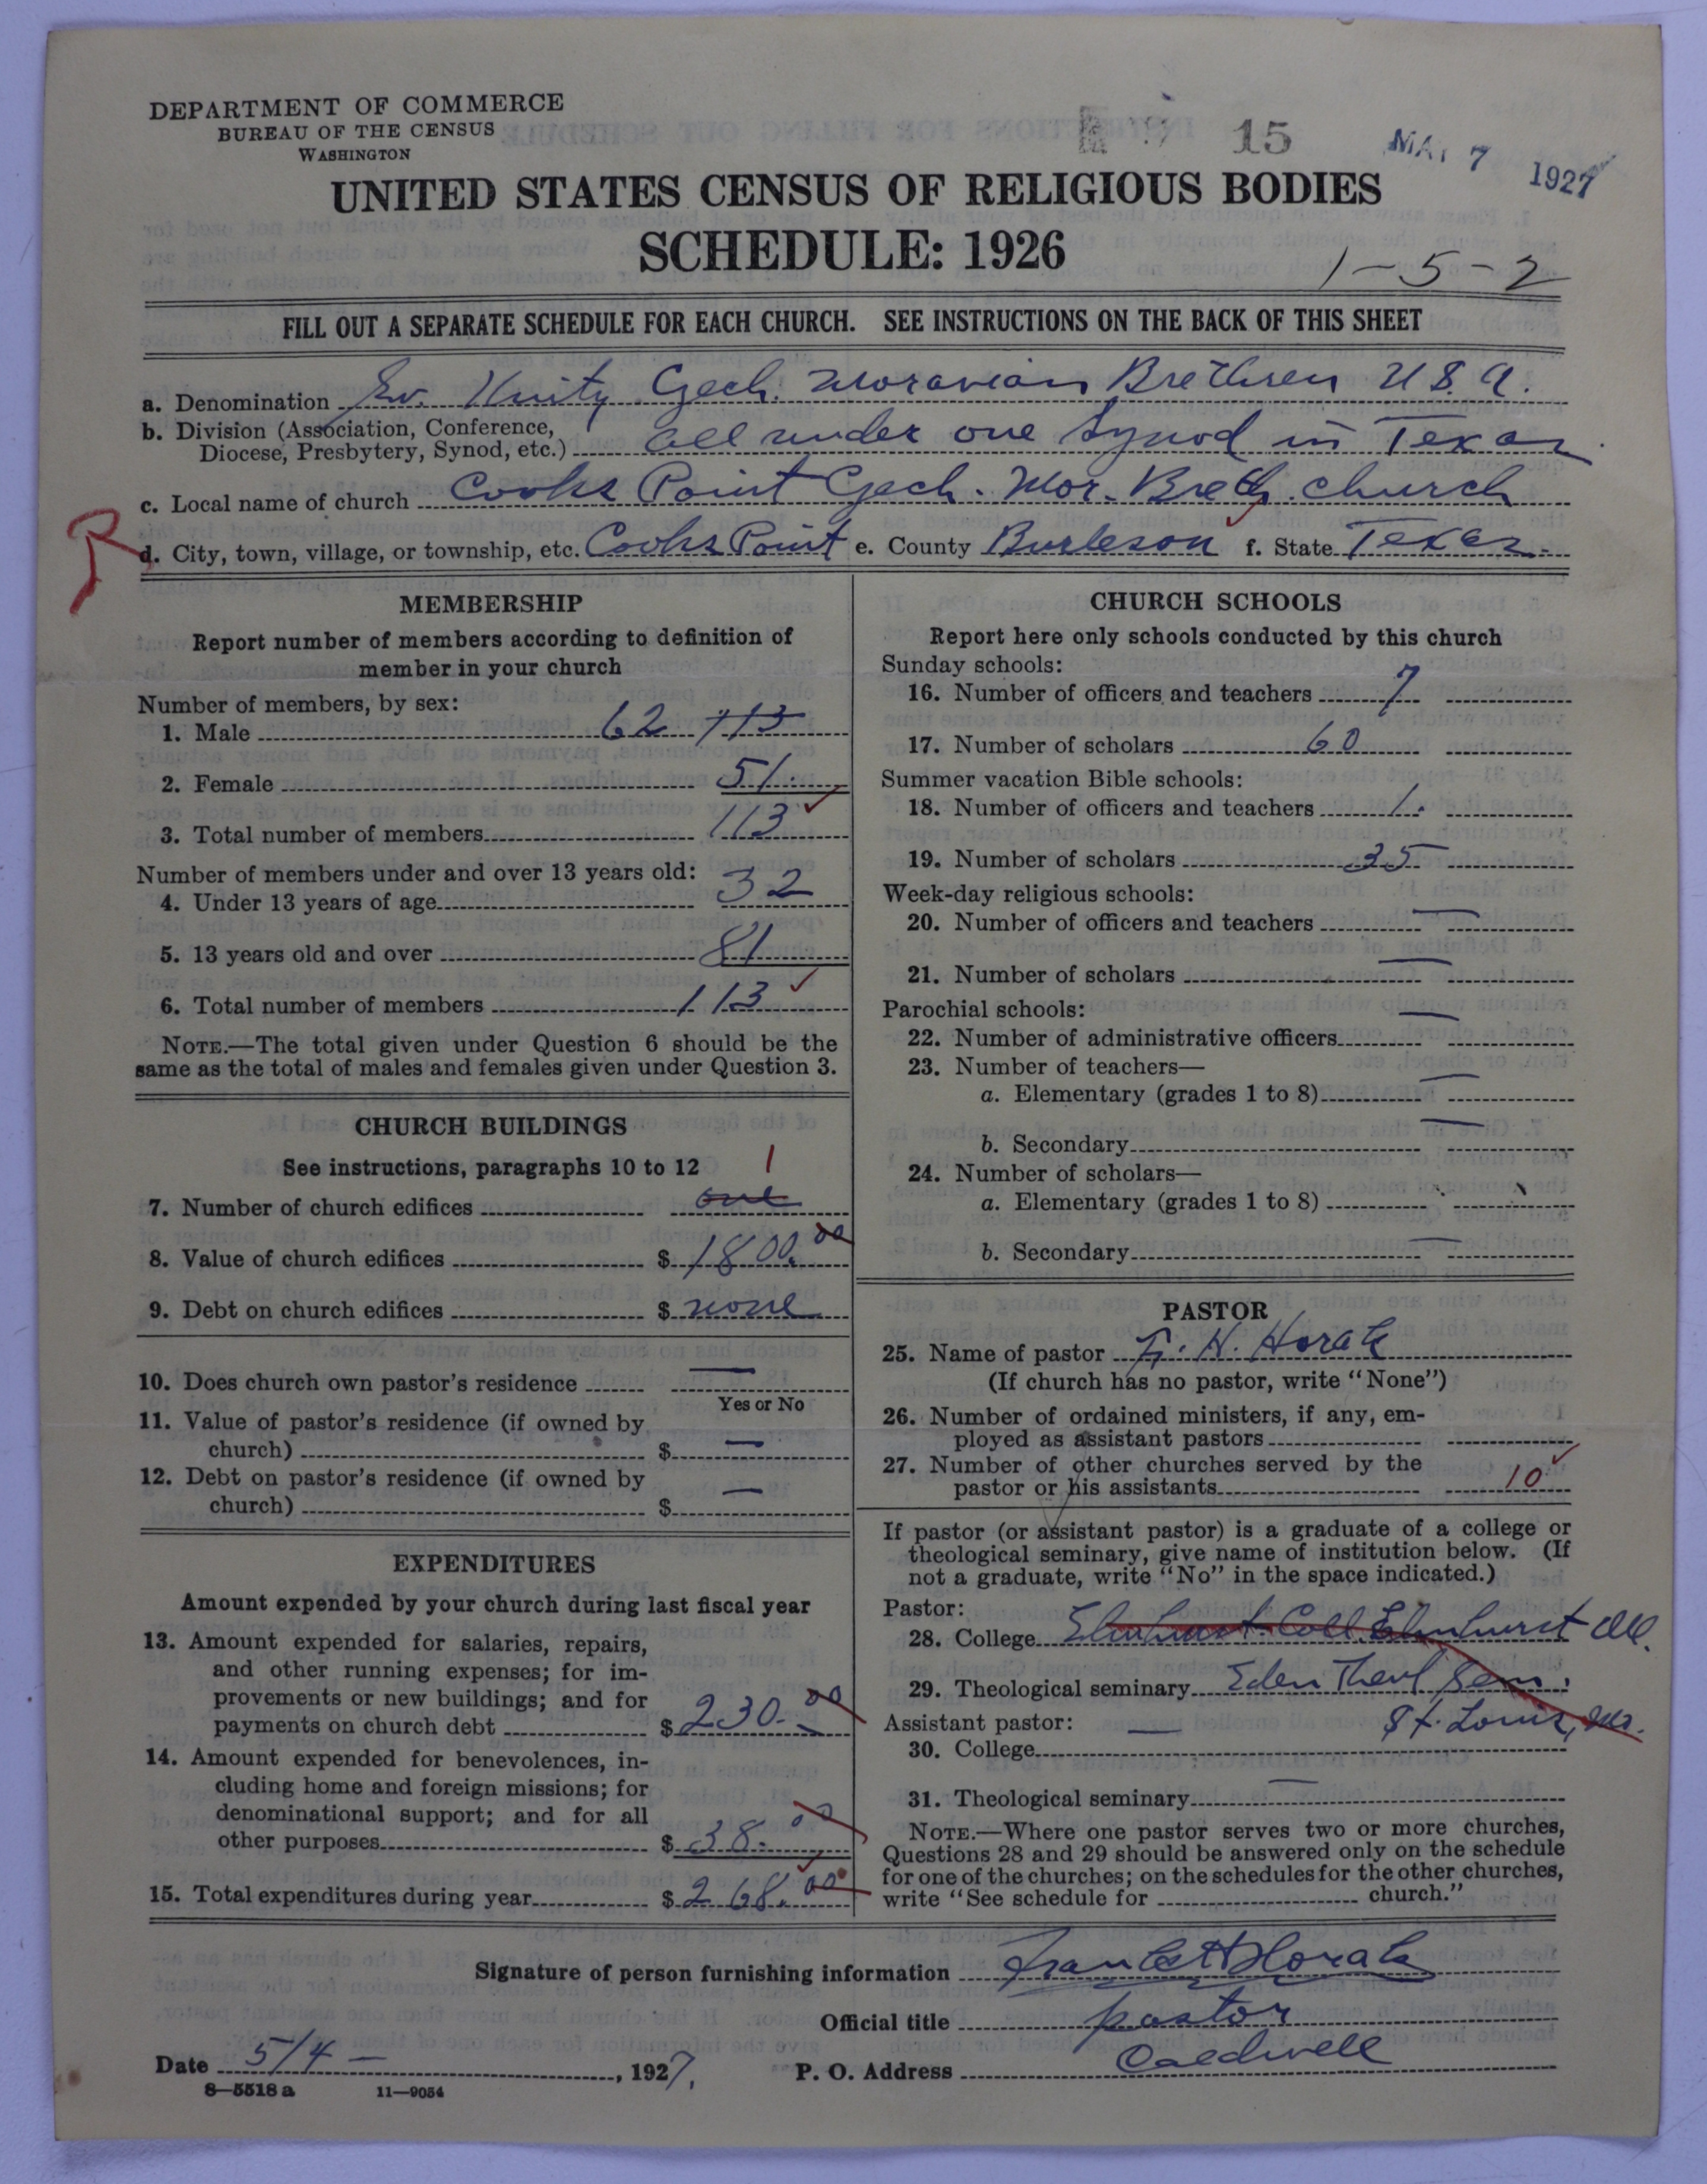 DEPARTMENT OF COMMERCE
BUREAU OF THE CENSUS
WASHINGTON
15
MAY 7 1927
UNITED STATES CENSUS OF RELIGIOUS BODIES
SCHEDULE: 1926
1-5-2
FILL OUT A SEPARATE SCHEDULE FOR EACH CHURCH. SEE INSTRUCTIONS ON THE BACK OF THIS SHEET
a. Denomination Ev. Unity Czech. Moravian Brethren U.S.A.
b. Division (Association, Conference, Diocese, Presbytery, Synod, etc.) all under one Synod in Texas
c. Local name of church Cooks Point Czech. Mor. Breth. church
R
d. City, town, village, or township, etc. Cooks Point e. County Burleson f. State Texas.
MEMBERSHIP
Report number of members according to definition of
member in your church
Number of members, by sex:
1. Male 62 113
2. Female 51
3. Total number of members 113
Number of members under and over 13 years old:
4. Under 13 years of age 32
5. 13 years old and over 81
6. Total number of members 113
NOTE.—The total given under Question 6 should be the
same as the total of males and females given under Question 3.
CHURCH BUILDINGS
See instructions, paragraphs 10 to 12
7. Number of church edifices one 1
8. Value of church edifices $ 1800.00
9. Debt on church edifices $ none
10. Does church own pastor's residence —
Yes or No
11. Value of pastor's residence (if owned by
church) $ —
12. Debt on pastor's residence (if owned by
church) $ —
EXPENDITURES
Amount expended by your church during last fiscal year
13. Amount expended for salaries, repairs,
and other running expenses; for im-
provements or new buildings; and for
payments on church debt $ 230.00
14. Amount expended for benevolences, in-
cluding home and foreign missions; for
denominational support; and for all
other purposes $ 38.00
15. Total expenditures during year $ 268.00
CHURCH SCHOOLS
Report here only schools conducted by this church
Sunday schools:
16. Number of officers and teachers 7
17. Number of scholars 60
Summer vacation Bible schools:
18. Number of officers and teachers 1.
19. Number of scholars 35
Week-day religious schools:
20. Number of officers and teachers —
21. Number of scholars —
Parochial schools:
22. Number of administrative officers —
23. Number of teachers—
a. Elementary (grades 1 to 8) —
b. Secondary —
24. Number of scholars—
a. Elementary (grades 1 to 8)
b. Secondary —
PASTOR
25. Name of pastor F. H. Horak
(If church has no pastor, write "None")
26. Number of ordained ministers, if any, em-
ployed as assistant pastors
27. Number of other churches served by the
pastor or his assistants 10
If pastor (or assistant pastor) is a graduate of a college or
theological seminary, give name of institution below. (If
not a graduate, write "No" in the space indicated.)
Pastor:
28. College Elmhurst Coll. Elmhurst Ill.
29. Theological seminary Eden Theol Sem.
Assistant pastor: — St. Louis, Mo.
30. College
31. Theological seminary —
NOTE.—Where one pastor serves two or more churches,
Questions 28 and 29 should be answered only on the schedule
for one of the churches; on the schedules for the other churches,
write "See schedule for church."
Signature of person furnishing information Frank H Horak
Official title pastor
Date 5/4 —, 1927. P. O. Address Caldwell
8—5518 a 11—9054